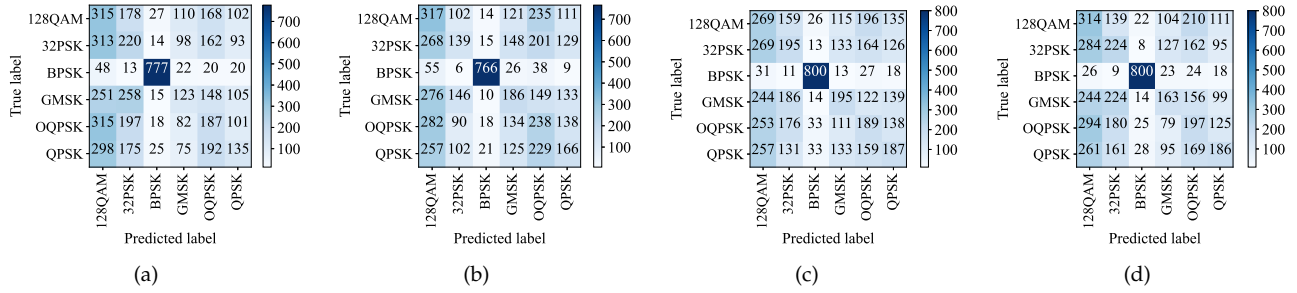 128QAM 315 178 27 110 168 102
32PSK 313 220 14 98 162 93
BPSK 48 13 777 22 20 20
GMSK 251 258 15 123 148 105
OQPSK 315 197 18 82 187 101
QPSK 298 175 25 75 192 135
True label
128QAM 32PSK BPSK GMSK OQPSK QPSK
Predicted label
700
600
500
400
300
200
100
(a)
128QAM 317 102 14 121 235 111
32PSK 268 139 15 148 201 129
BPSK 55 6 766 26 38 9
GMSK 276 146 10 186 149 133
OQPSK 282 90 18 134 238 138
QPSK 257 102 21 125 229 166
True label
128QAM 32PSK BPSK GMSK OQPSK QPSK
Predicted label
700
600
500
400
300
200
100
(b)
128QAM 269 159 26 115 196 135
32PSK 269 195 13 133 164 126
BPSK 31 11 800 13 27 18
GMSK 244 186 14 195 122 139
OQPSK 253 176 33 111 189 138
QPSK 257 131 33 133 159 187
True label
128QAM 32PSK BPSK GMSK OQPSK QPSK
Predicted label
800
700
600
500
400
300
200
100
(c)
128QAM 314 139 22 104 210 111
32PSK 284 224 8 127 162 95
BPSK 26 9 800 23 24 18
GMSK 244 224 14 163 156 99
OQPSK 294 180 25 79 197 125
QPSK 261 161 28 95 169 186
True label
128QAM 32PSK BPSK GMSK OQPSK QPSK
Predicted label
800
700
600
500
400
300
200
100
(d)